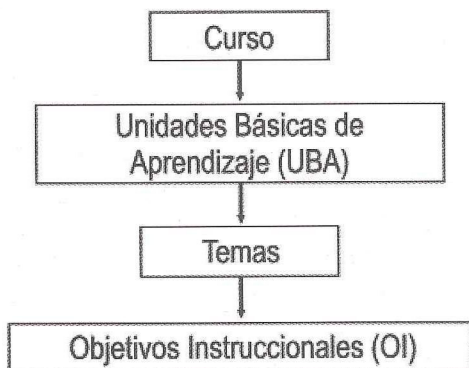 Curso
Unidades Básicas de
Aprendizaje (UBA)
Temas
Objetivos Instruccionales (OI)